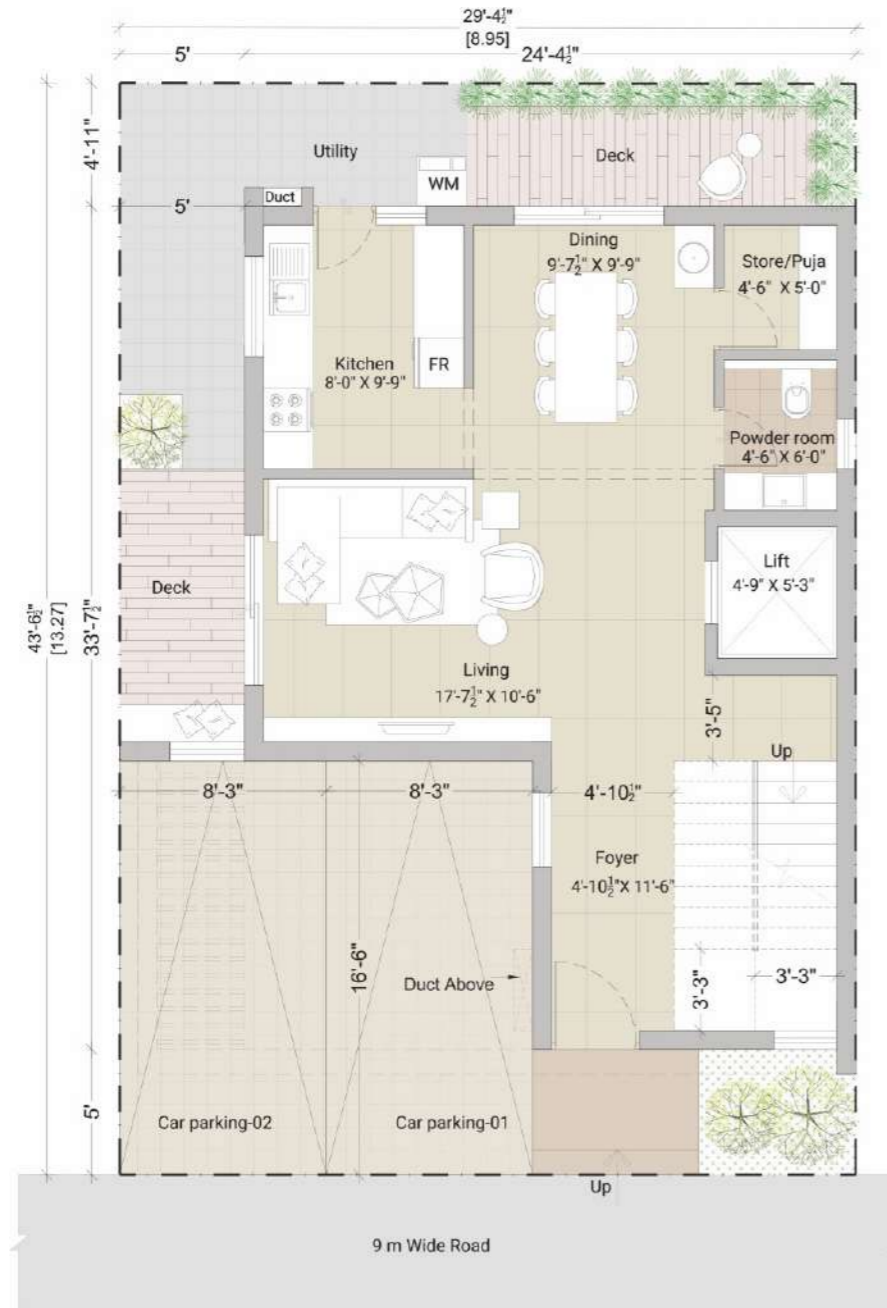 29'-4½"
[8.95]
5'
24'-4½"
4'-11"
Utility
Deck
WM
Duct
5'
Dining
9'-7½" X 9'-9"
Store/Puja
4'-6" X 5'-0"
Kitchen
8'-0" X 9'-9"
FR
Powder room
4'-6" X 6'-0"
Deck
Lift
4'-9" X 5'-3"
43'-6½"
[13.27]
33'-7½"
Living
17'-7½" X 10'-6"
3'-5"
Up
8'-3"
8'-3"
4'-10½"
Foyer
4'-10½" X 11'-6"
16'-6"
Duct Above
3'-3"
3'-3"
5'
Car parking-02
Car parking-01
Up
9 m Wide Road